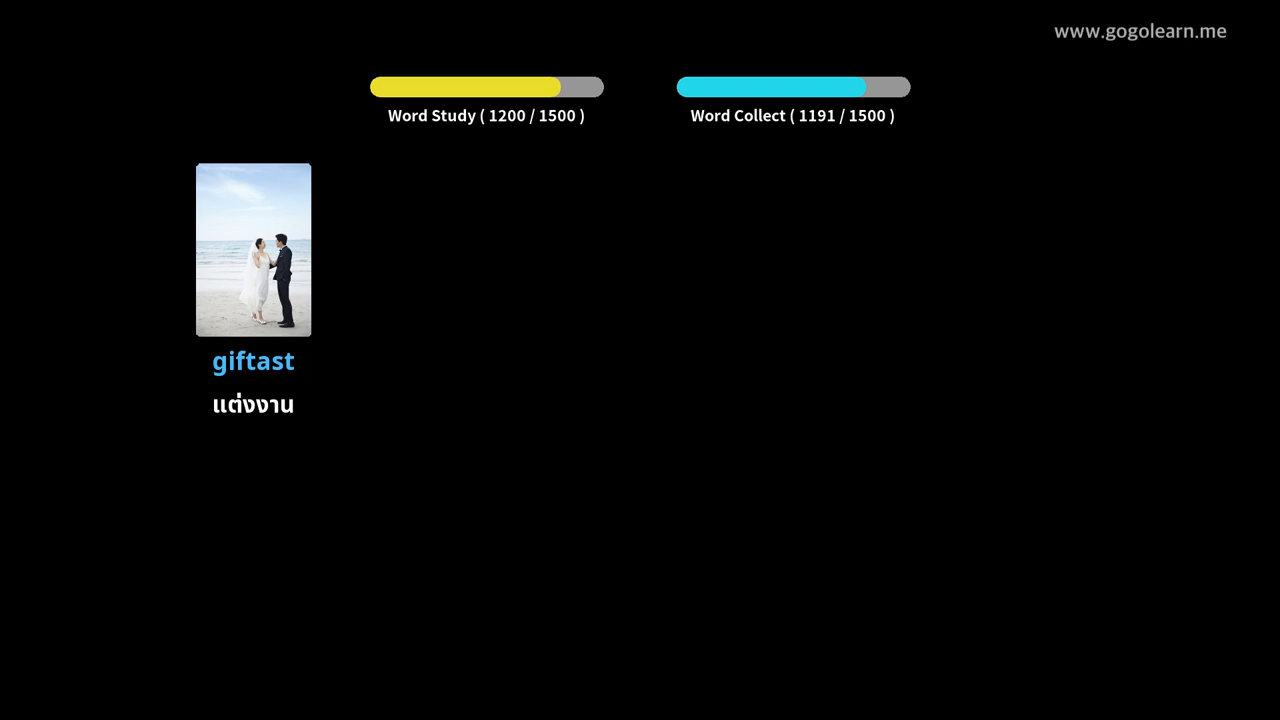 www.gogolearn.me
Word Study ( 1200 / 1500 )
Word Collect ( 1191 / 1500 )
giftast
แต่งงาน